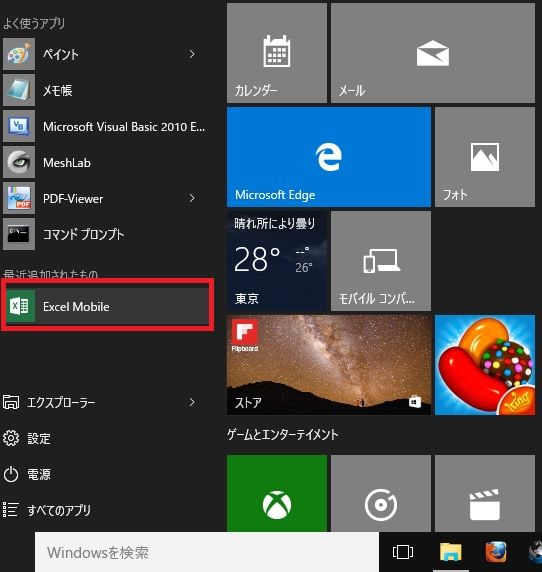 よく使うアプリ
ペイント
メモ帳
Microsoft Visual Basic 2010 E...
MeshLab
PDF-Viewer
コマンド プロンプト
最近追加されたもの
Excel Mobile
エクスプローラー
設定
電源
すべてのアプリ
カレンダー
メール
Microsoft Edge
フォト
晴れ所により曇り
28°
--°
26°
東京
モバイル コンパ...
Flipboard
ストア
King
ゲームとエンターテイメント
Windowsを検索